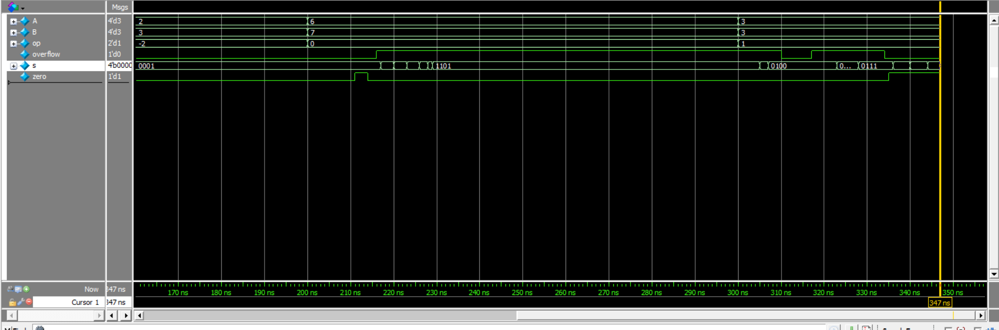 Msgs
A 4'd3 2 6 3
B 4'd3 3 7 3
op 2'd1 -2 0 1
overflow 1'd0
s 4'b0000 0001 1101 0100 0... 0111
zero 1'd1
Now 347 ns 170 ns 180 ns 190 ns 200 ns 210 ns 220 ns 230 ns 240 ns 250 ns 260 ns 270 ns 280 ns 290 ns 300 ns 310 ns 320 ns 330 ns 340 ns 350 ns
Cursor 1 347 ns 347 ns